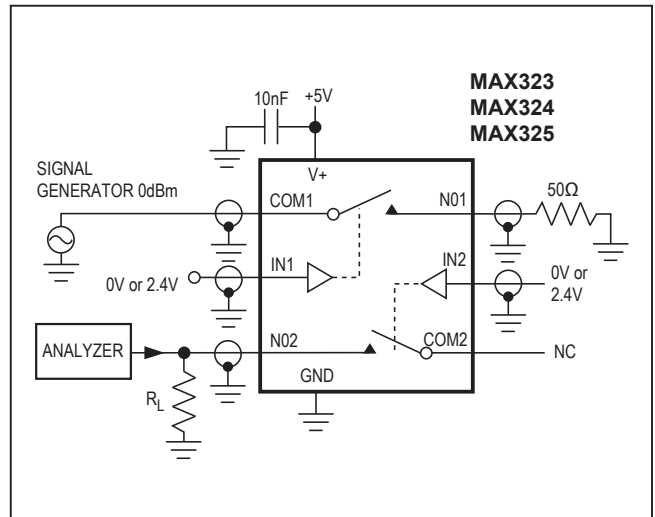 MAX323
MAX324
MAX325
10nF
+5V
V+
SIGNAL
GENERATOR 0dBm
COM1
N01
50Ω
IN1
IN2
0V or 2.4V
0V or
2.4V
ANALYZER
N02
COM2
NC
GND
RL